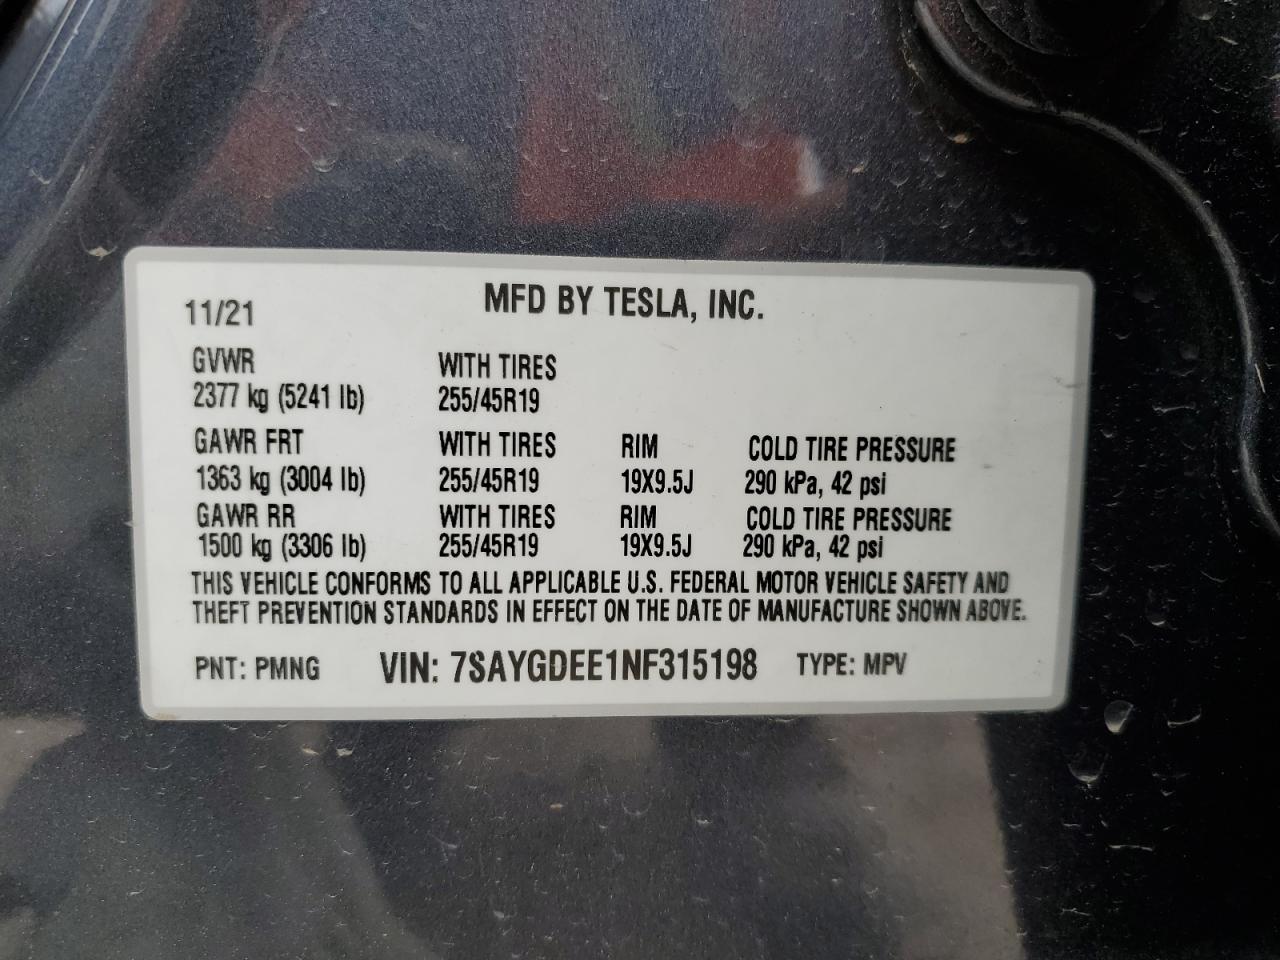 MFD BY TESLA, INC.
11/21
GVWR WITH TIRES
2377 kg (5241 lb) 255/45R19
GAWR FRT WITH TIRES RIM COLD TIRE PRESSURE
1363 kg (3004 lb) 255/45R19 19X9.5J 290 kPa, 42 psi
GAWR RR WITH TIRES RIM COLD TIRE PRESSURE
1500 kg (3306 lb) 255/45R19 19X9.5J 290 kPa, 42 psi
THIS VEHICLE CONFORMS TO ALL APPLICABLE U.S. FEDERAL MOTOR VEHICLE SAFETY AND
THEFT PREVENTION STANDARDS IN EFFECT ON THE DATE OF MANUFACTURE SHOWN ABOVE.
PNT: PMNG VIN: 7SAYGDEE1NF315198 TYPE: MPV